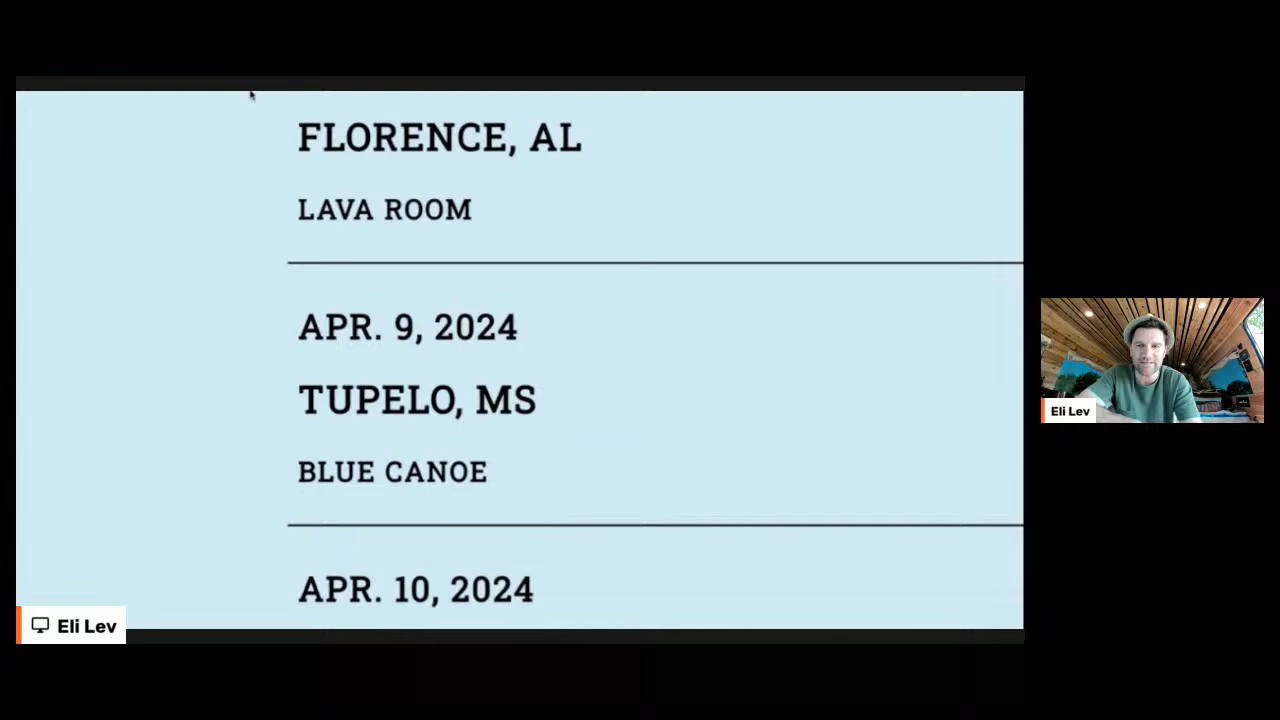 FLORENCE, AL
LAVA ROOM
APR. 9, 2024
TUPELO, MS
BLUE CANOE
APR. 10, 2024
Eli Lev
Eli Lev